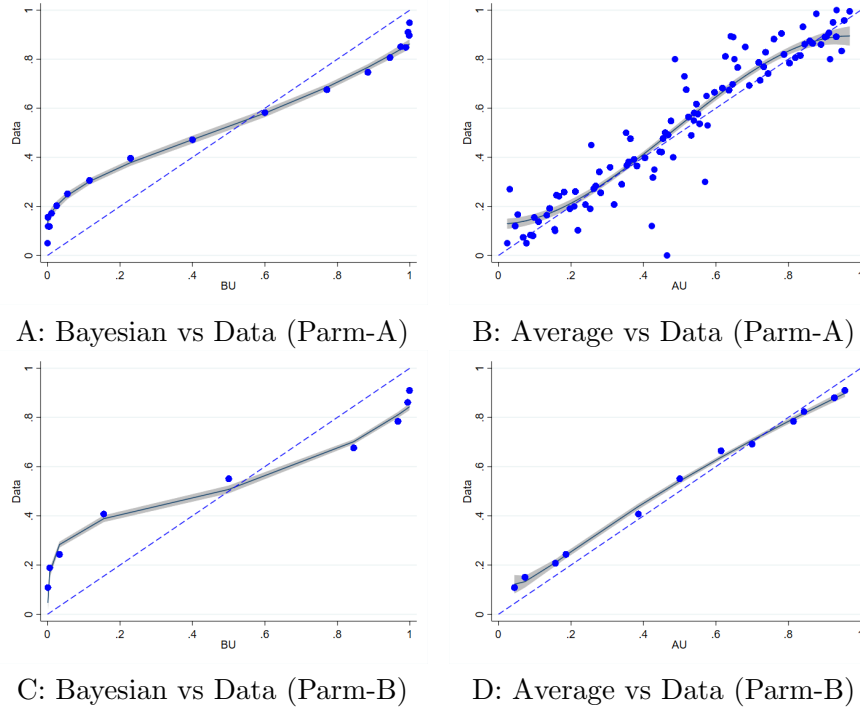 Data
0 .2 .4 .6 .8 1
0 .2 .4 .6 .8 1
BU
A: Bayesian vs Data (Parm-A)
Data
0 .2 .4 .6 .8 1
0 .2 .4 .6 .8 1
AU
B: Average vs Data (Parm-A)
Data
0 .2 .4 .6 .8 1
0 .2 .4 .6 .8 1
BU
C: Bayesian vs Data (Parm-B)
Data
0 .2 .4 .6 .8 1
0 .2 .4 .6 .8 1
AU
D: Average vs Data (Parm-B)